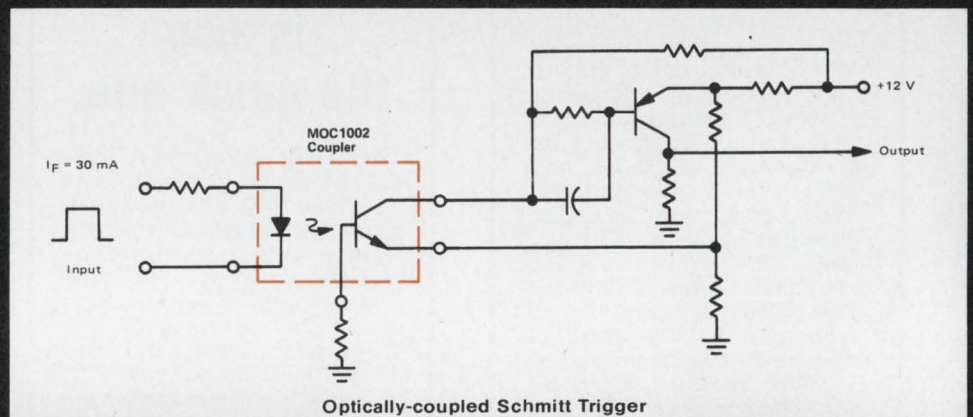 MOC1002
Coupler
I_F = 30 mA
Input
+12 V
Output
Optically-coupled Schmitt Trigger